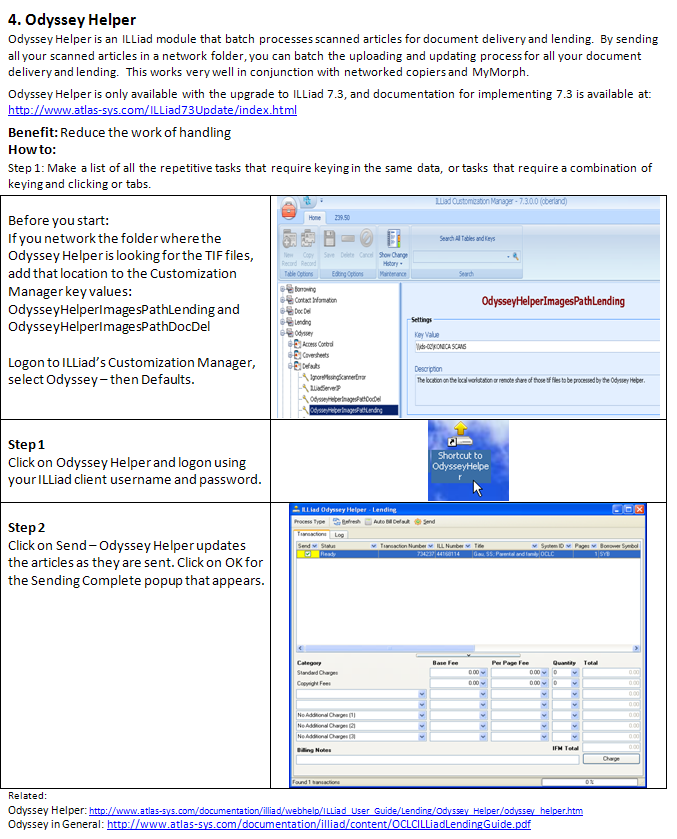 4. Odyssey Helper
Odyssey Helper is an ILLiad module that batch processes scanned articles for document delivery and lending. By sending
all your scanned articles in a network folder, you can batch the uploading and updating process for all your document
delivery and lending. This works very well in conjunction with networked copiers and MyMorph.
Odyssey Helper is only available with the upgrade to ILLiad 7.3, and documentation for implementing 7.3 is available at:
http://www.atlas-sys.com/ILLiad73Update/index.html
Benefit: Reduce the work of handling
How to:
Step 1: Make a list of all the repetitive tasks that require keying in the same data, or tasks that require a combination of
keying and clicking or tabs.
Before you start:
If you network the folder where the
Odyssey Helper is looking for the TIF files,
add that location to the Customization
Manager key values:
OdysseyHelperImagesPathLending and
OdysseyHelperImagesPathDocDel
Logon to ILLiad's Customization Manager,
select Odyssey – then Defaults.
ILLiad Customization Manager - 7.3.0.0 (oberland)
Home Z39.50
New Record Copy Record Save Delete Cancel Show Change History
Search All Tables and Keys
Table Options Editing Options Maintenance Search
Borrowing
Contact Information
Doc Del
Lending
Odyssey
Access Control
Coversheets
Defaults
IgnoreMissingScannerError
ILLiadServerIP
OdysseyHelperImagesPathDocDel
OdysseyHelperImagesPathLending
OdysseyHelperImagesPathLending
Settings
Key Value
\\ids-02\KONICA SCANS
Description
The location on the local workstation or remote share of those tif files to be processed by the Odyssey Helper.
Step 1
Click on Odyssey Helper and logon using
your ILLiad client username and password.
Shortcut to
OdysseyHelpe
r
Step 2
Click on Send – Odyssey Helper updates
the articles as they are sent. Click on OK for
the Sending Complete popup that appears.
ILLiad Odyssey Helper - Lending
Process Type Refresh Auto Bill Default Send
Transactions Log
Send Status Transaction Number ILL Number Title System ID Pages Borrower Symbol
Ready 734237 44168114 Gau, SS; Parental and family OCLC 1 SYB
Category Base Fee Per Page Fee Quantity Total
Standard Charges 0.00 0.00 0 0.00
Copyright Fees 0.00 0.00 0 0.00
0.00
0.00
No Additional Charges (1) 0.00
No Additional Charges (2) 0.00
No Additional Charges (3) 0.00
Billing Notes IFM Total 0.00
Charge
Found 1 transactions 0 %
Related:
Odyssey Helper: http://www.atlas-sys.com/documentation/illiad/webhelp/ILLiad_User_Guide/Lending/Odyssey_Helper/odyssey_helper.htm
Odyssey in General: http://www.atlas-sys.com/documentation/illiad/content/OCLCILLiadLendingGuide.pdf